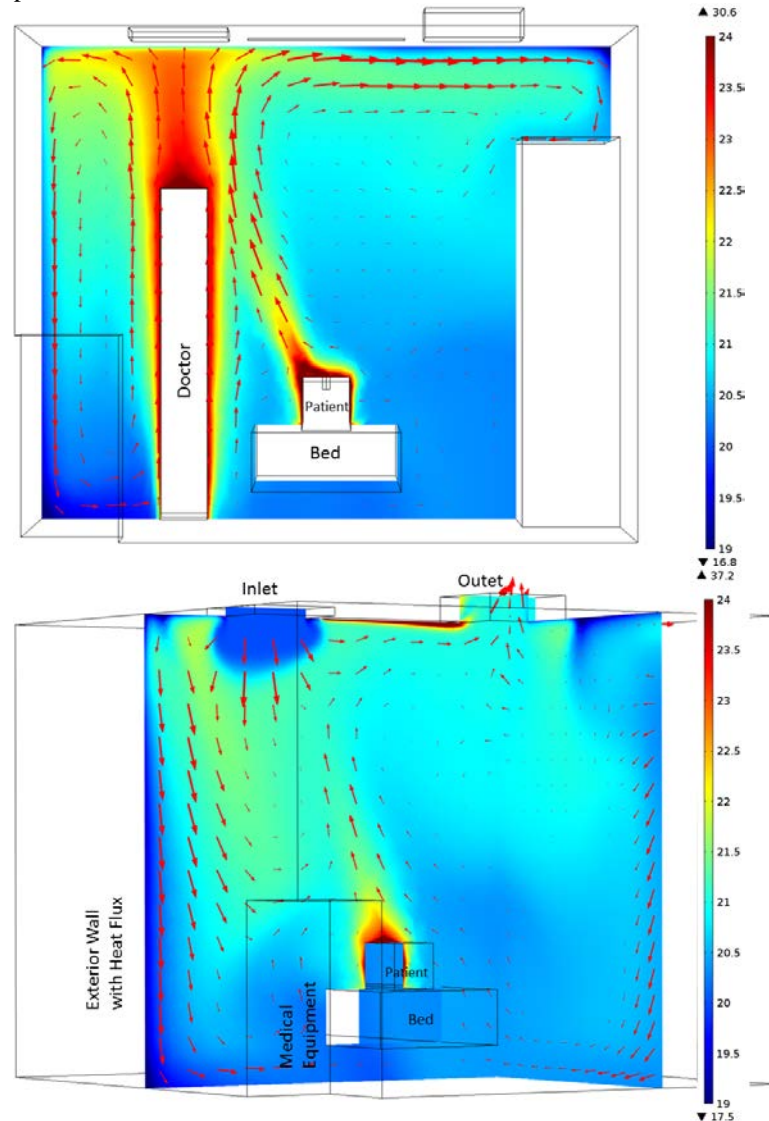 ▲ 30.6
24
23.5
23
22.5
22
21.5
21
20.5
20
19.5
19
▼ 16.8
Doctor
Patient
Bed
▲ 37.2
24
23.5
23
22.5
22
21.5
21
20.5
20
19.5
19
▼ 17.5
Inlet
Outet
Exterior Wall
with Heat Flux
Medical
Equipment
Patient
Bed